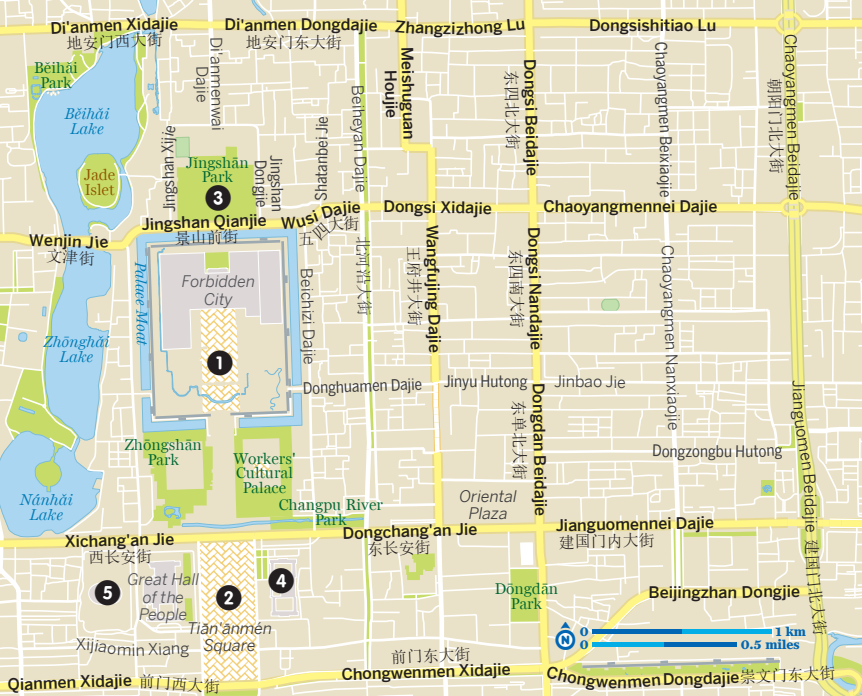 Di'anmen Xidajie
地安门西大街
Di'anmen Dongdajie
地安门东大街
Zhangzizhong Lu
Dongsishitiao Lu
Běihǎi
Park
Běihǎi
Lake
Jade
Islet
Di'anmenwai
Dajie
Jingshan Xijie
Jǐngshān
Park
3
Jingshan
Dongjie
Shatanbei Jie
Beiheyan Dajie
北河沿大街
Meishuguan
Houjie
Dongsi Beidajie
东四北大街
Chaoyangmen Beixiaojie
Chaoyangmen Beidajie
朝阳门北大街
Wenjin Jie
文津街
Jingshan Qianjie
景山前街
Wusi Dajie
五四大街
Dongsi Xidajie
Chaoyangmennei Dajie
Palace Moat
Forbidden
City
1
Beichizi Dajie
Wangfujing Dajie
王府井大街
Dongsi Nandajie
东四南大街
Chaoyangmen Nanxiaojie
Zhōnghǎi
Lake
Donghuamen Dajie
Jinyu Hutong
Jinbao Jie
Dongdan Beidajie
东单北大街
Jianguomen Beidajie 建国门北大街
Zhōngshān
Park
Workers'
Cultural
Palace
Dongzongbu Hutong
Nánhǎi
Lake
Changpu River
Park
Oriental
Plaza
Xichang'an Jie
西长安街
Dongchang'an Jie
东长安街
Jianguomennei Dajie
建国门内大街
5
Great Hall
of the
People
2
4
Tiān'ānmén
Square
Dōngdān
Park
Beijingzhan Dongjie
Xijiaomin Xiang
N
0 1 km
0 0.5 miles
Qianmen Xidajie 前门西大街
前门东大街
Chongwenmen Xidajie
Chongwenmen Dongdajie 崇文门东大街